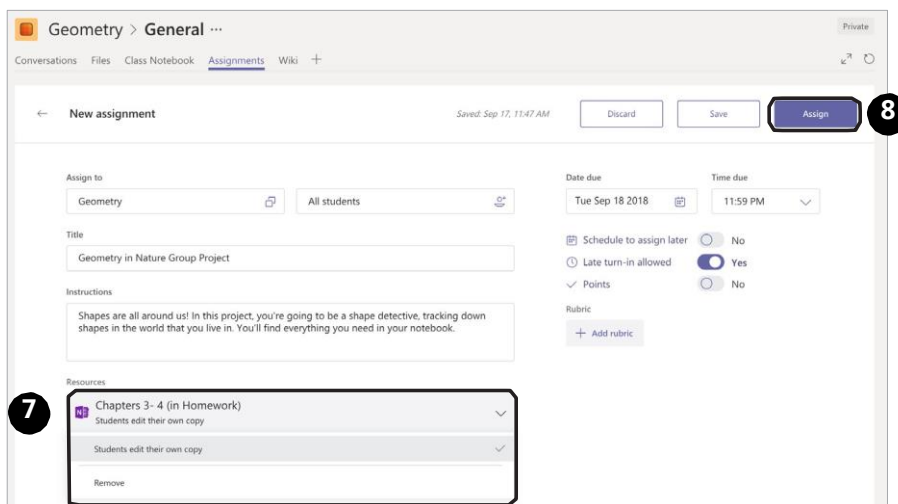 Geometry > General ···
Private
Conversations Files Class Notebook Assignments Wiki +
← New assignment
Saved: Sep 17, 11:47 AM
Discard
Save
Assign
8
Assign to
Geometry
All students
Date due
Time due
Tue Sep 18 2018
11:59 PM
Title
Geometry in Nature Group Project
Schedule to assign later No
Late turn-in allowed Yes
Points No
Instructions
Shapes are all around us! In this project, you're going to be a shape detective, tracking down
shapes in the world that you live in. You'll find everything you need in your notebook.
Rubric
+ Add rubric
Resources
7
N
Chapters 3- 4 (in Homework)
Students edit their own copy
Students edit their own copy
Remove